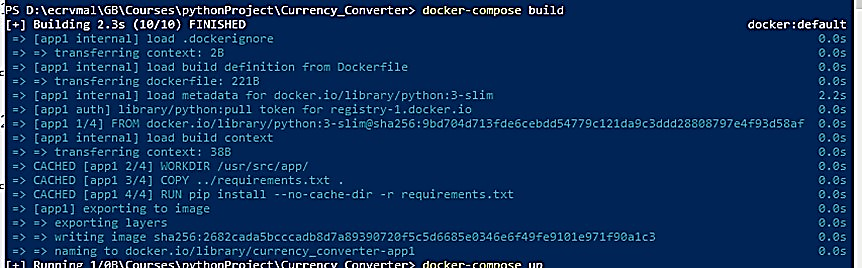 PS D:\ecrvmal\GB\Courses\pythonProject\Currency_Converter> docker-compose build
[+] Building 2.3s (10/10) FINISHED docker:default
=> [app1 internal] load .dockerignore 0.0s
=> => transferring context: 2B 0.0s
=> [app1 internal] load build definition from Dockerfile 0.0s
=> => transferring dockerfile: 221B 0.0s
=> [app1 internal] load metadata for docker.io/library/python:3-slim 2.2s
=> [app1 auth] library/python:pull token for registry-1.docker.io 0.0s
=> [app1 1/4] FROM docker.io/library/python:3-slim@sha256:9bd704d713fde6cebdd54779c121da9c3ddd28808797e4f93d58af 0.0s
=> [app1 internal] load build context 0.0s
=> => transferring context: 38B 0.0s
=> CACHED [app1 2/4] WORKDIR /usr/src/app/ 0.0s
=> CACHED [app1 3/4] COPY ../requirements.txt . 0.0s
=> CACHED [app1 4/4] RUN pip install --no-cache-dir -r requirements.txt 0.0s
=> [app1] exporting to image 0.0s
=> => exporting layers 0.0s
=> => writing image sha256:2682cada5bcccadb8d7a89390720f5c5d6685e0346e6f49fe9101e971f90a1c3 0.0s
=> => naming to docker.io/library/currency_converter-app1 0.0s
[+] Running 1/0B\Courses\pythonProject\Currency_Converter> docker-compose up